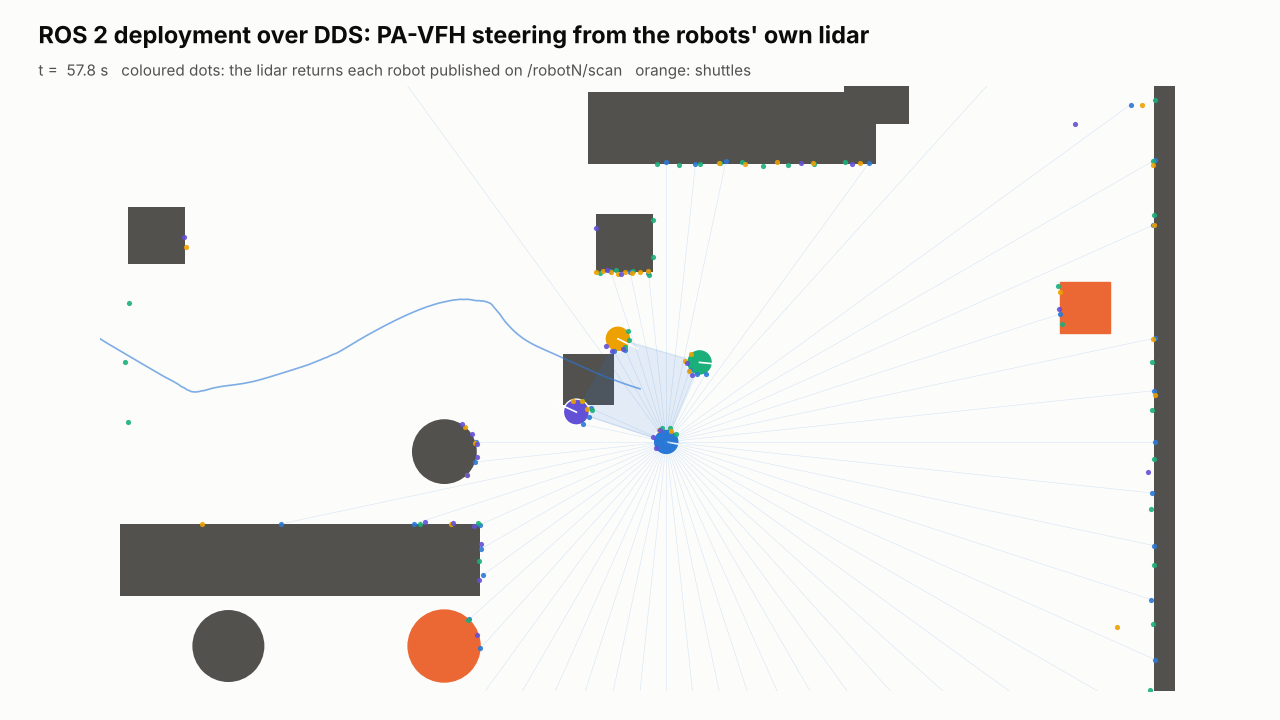 ROS 2 deployment over DDS: PA-VFH steering from the robots' own lidar
t =  57.8 s   coloured dots: the lidar returns each robot published on /robotN/scan   orange: shuttles